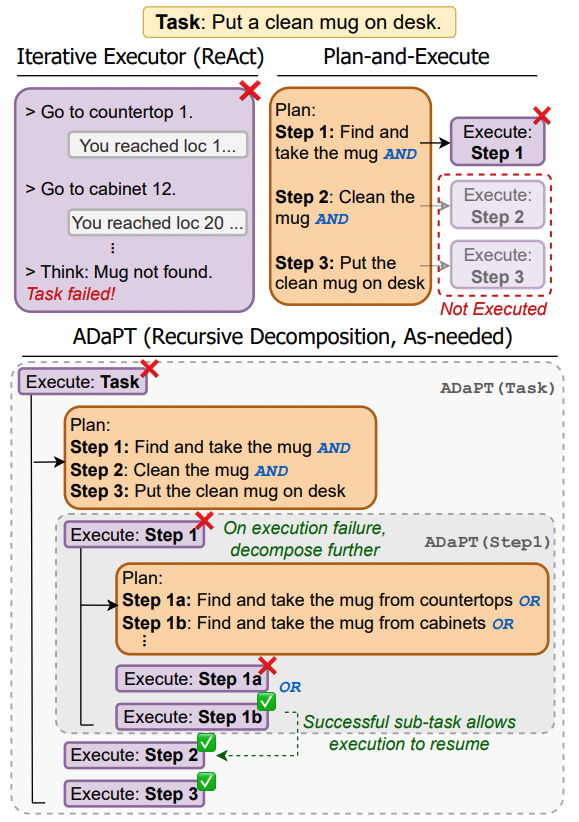 Task: Put a clean mug on desk.
Iterative Executor (ReAct)
> Go to countertop 1.
You reached loc 1...
> Go to cabinet 12.
You reached loc 20 ...
> Think: Mug not found.
Task failed!
Plan-and-Execute
Plan:
Step 1: Find and
take the mug AND
Step 2: Clean the
mug AND
Step 3: Put the
clean mug on desk
Execute:
Step 1
Execute:
Step 2
Execute:
Step 3
Not Executed
ADaPT (Recursive Decomposition, As-needed)
Execute: Task
ADaPT(Task)
Plan:
Step 1: Find and take the mug AND
Step 2: Clean the mug AND
Step 3: Put the clean mug on desk
Execute: Step 1
On execution failure,
decompose further
ADaPT(Step1)
Plan:
Step 1a: Find and take the mug from countertops OR
Step 1b: Find and take the mug from cabinets OR
Execute: Step 1a
OR
Execute: Step 1b
Successful sub-task allows
execution to resume
Execute: Step 2
Execute: Step 3